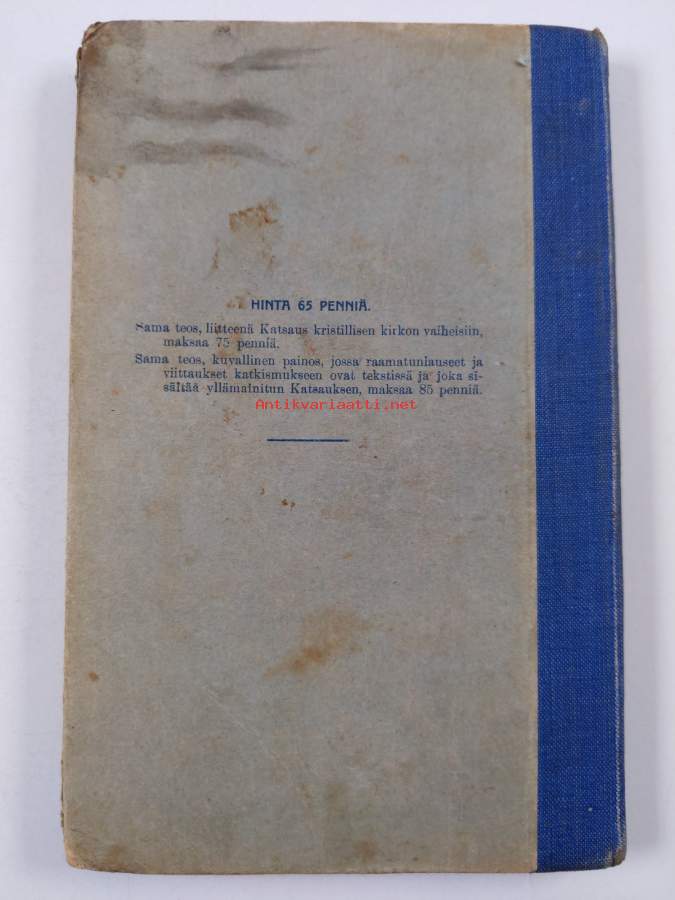 HINTA 65 PENNIÄ.
Sama teos, liitteenä Katsaus kristillisen kirkon vaiheisiin,
maksaa 75 penniä.
Sama teos, kuvallinen painos, jossa raamatunlauseet ja
viittaukset katkismukseen ovat tekstissä ja joka si-
sältää yllämainitun Katsauksen, maksaa 85 penniä.
Antikvariaatti.net